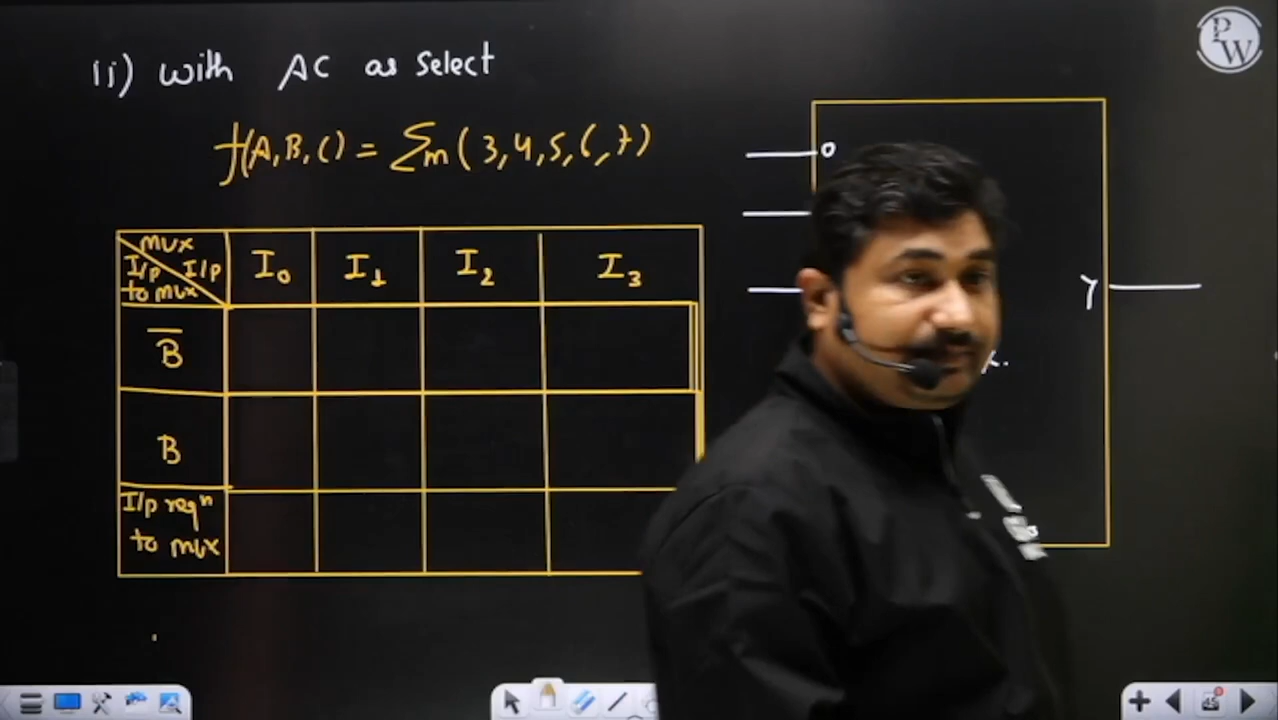 ii) with AC as select
f(A,B,C) = Σm(3,4,5,6,7)
MUX I/p
I/p to mux
I0 I1 I2 I3
B̅
B
I/p reqⁿ
to mux
0
Y
PW
45